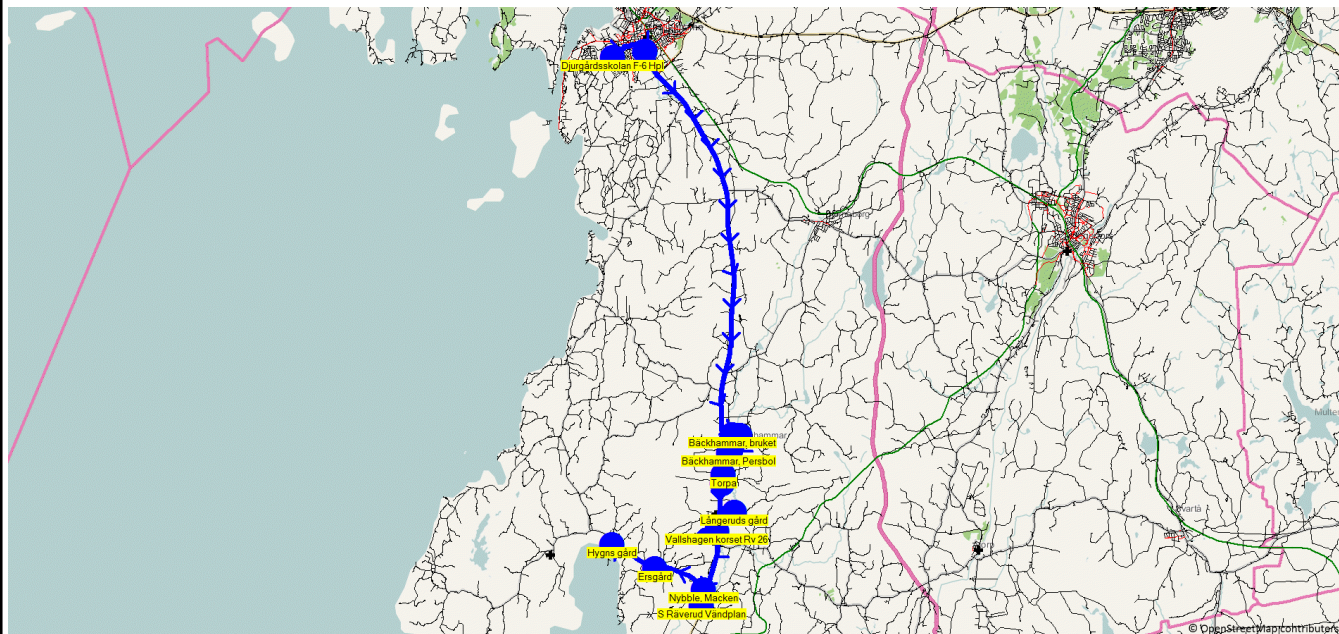 Djurgårdsskolan F-6 Hpl
Bäckhammar, bruket
Bäckhammar, Persbol
Torpa
Långeruds gård
Vallshagen korset Rv 26
Hygns gård
Ersgård
Nybble, Macken
S Räverud Vändplan
© OpenStreetMap contributors